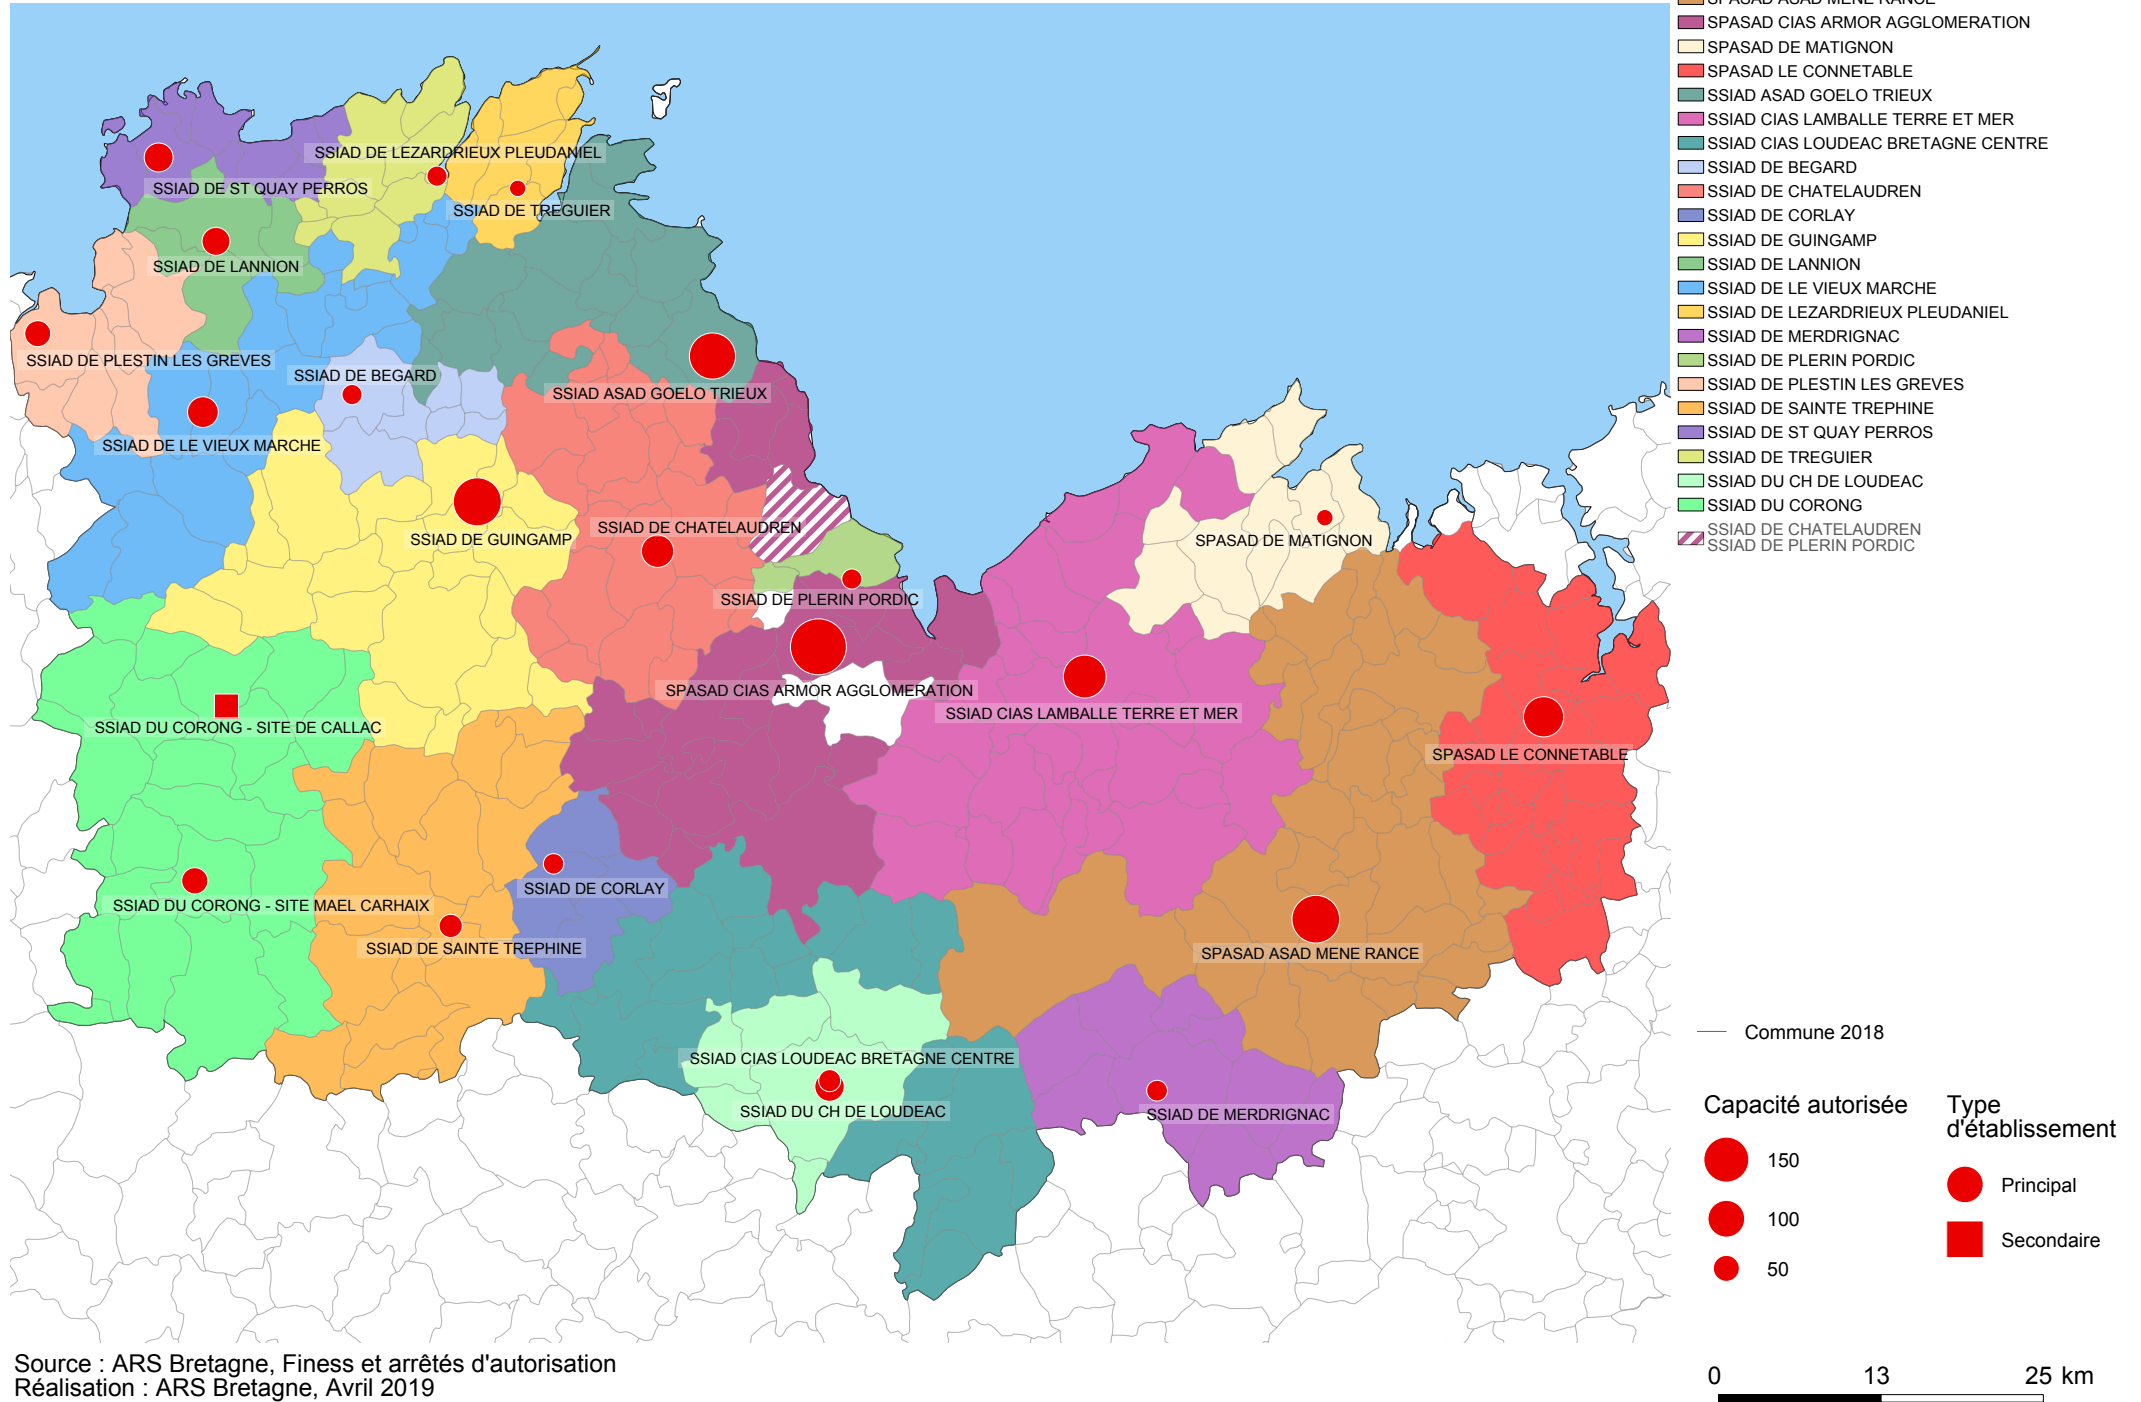 SPASAD ASAD MENE RANCE
SPASAD CIAS ARMOR AGGLOMERATION
SPASAD DE MATIGNON
SPASAD LE CONNETABLE
SSIAD ASAD GOELO TRIEUX
SSIAD CIAS LAMBALLE TERRE ET MER
SSIAD CIAS LOUDEAC BRETAGNE CENTRE
SSIAD DE BEGARD
SSIAD DE CHATELAUDREN
SSIAD DE CORLAY
SSIAD DE GUINGAMP
SSIAD DE LANNION
SSIAD DE LE VIEUX MARCHE
SSIAD DE LEZARDRIEUX PLEUDANIEL
SSIAD DE MERDRIGNAC
SSIAD DE PLERIN PORDIC
SSIAD DE PLESTIN LES GREVES
SSIAD DE SAINTE TREPHINE
SSIAD DE ST QUAY PERROS
SSIAD DE TREGUIER
SSIAD DU CH DE LOUDEAC
SSIAD DU CORONG
SSIAD DE CHATELAUDREN
SSIAD DE PLERIN PORDIC
SSIAD DE LEZARDRIEUX PLEUDANIEL
SSIAD DE ST QUAY PERROS
SSIAD DE TREGUIER
SSIAD DE LANNION
SSIAD DE PLESTIN LES GREVES
SSIAD DE BEGARD
SSIAD ASAD GOELO TRIEUX
SSIAD DE LE VIEUX MARCHE
SSIAD DE CHATELAUDREN
SSIAD DE GUINGAMP
SPASAD DE MATIGNON
SSIAD DE PLERIN PORDIC
SPASAD CIAS ARMOR AGGLOMERATION
SSIAD CIAS LAMBALLE TERRE ET MER
SSIAD DU CORONG - SITE DE CALLAC
SPASAD LE CONNETABLE
SSIAD DE CORLAY
SSIAD DU CORONG - SITE MAEL CARHAIX
SSIAD DE SAINTE TREPHINE
SPASAD ASAD MENE RANCE
SSIAD CIAS LOUDEAC BRETAGNE CENTRE
SSIAD DU CH DE LOUDEAC
SSIAD DE MERDRIGNAC
Commune 2018
Capacité autorisée
150
100
50
Type
d'établissement
Principal
Secondaire
Source : ARS Bretagne, Finess et arrêtés d'autorisation
Réalisation : ARS Bretagne, Avril 2019
0 13 25 km